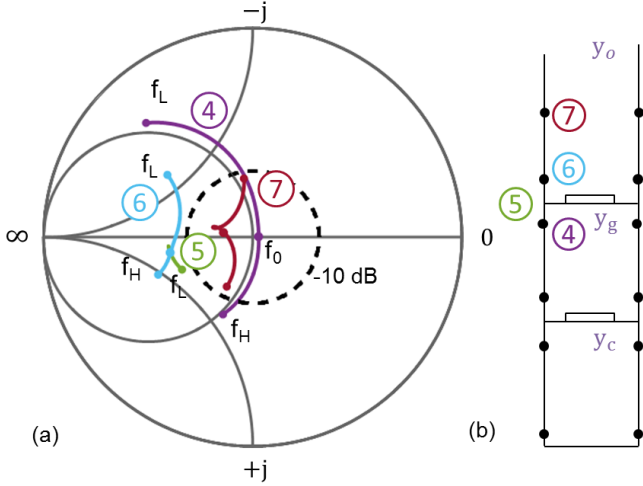 −j
f_L
④
y_o
f_L
⑦
⑦
⑥
⑥
⑤
④
y_g
⑤
∞
0
f_0
f_H
f_L
-10 dB
f_H
y_c
(a)
(b)
+j